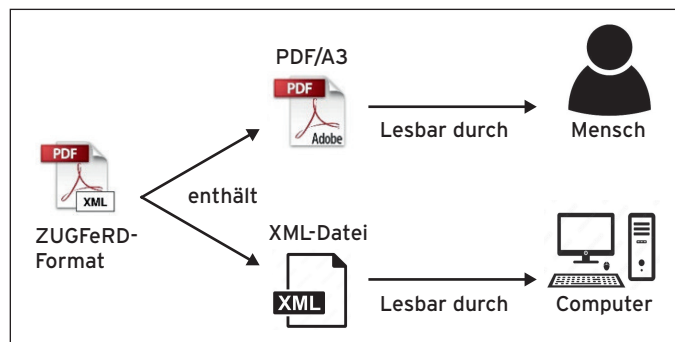 PDF/A3
PDF
Adobe
Lesbar durch
Mensch
PDF
XML
enthält
ZUGFeRD-
Format
XML-Datei
XML
Lesbar durch
Computer